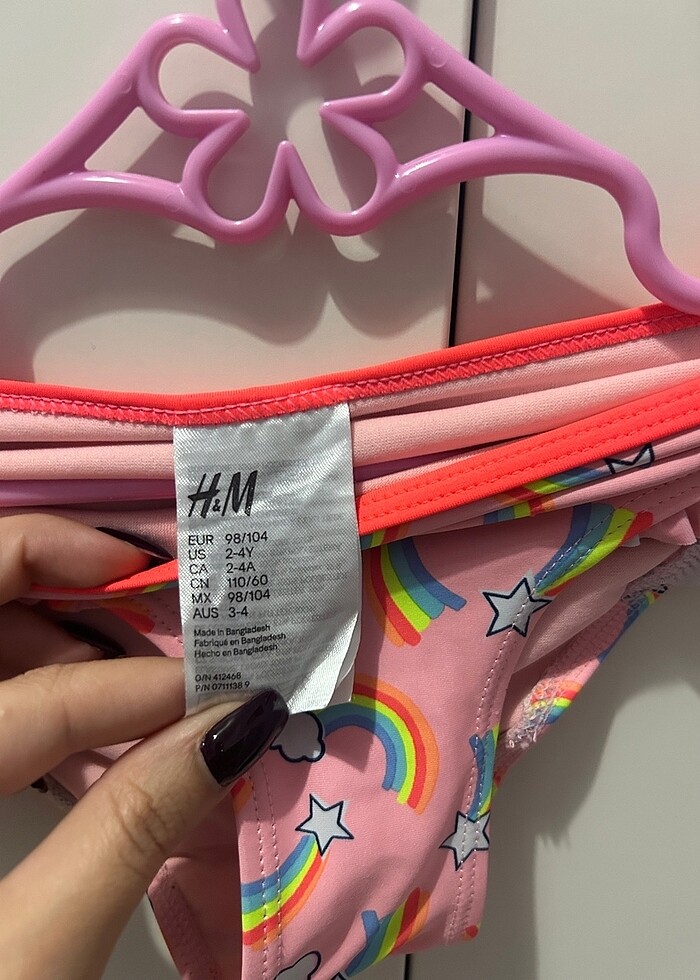 H&M
EUR 98/104
US 2-4Y
CA 2-4A
CN 110/60
MX 98/104
AUS 3-4
Made in Bangladesh
Fabriqué en Bangladesh
Hecho en Bangladesh
O/N 412468
P/N 0711138 9